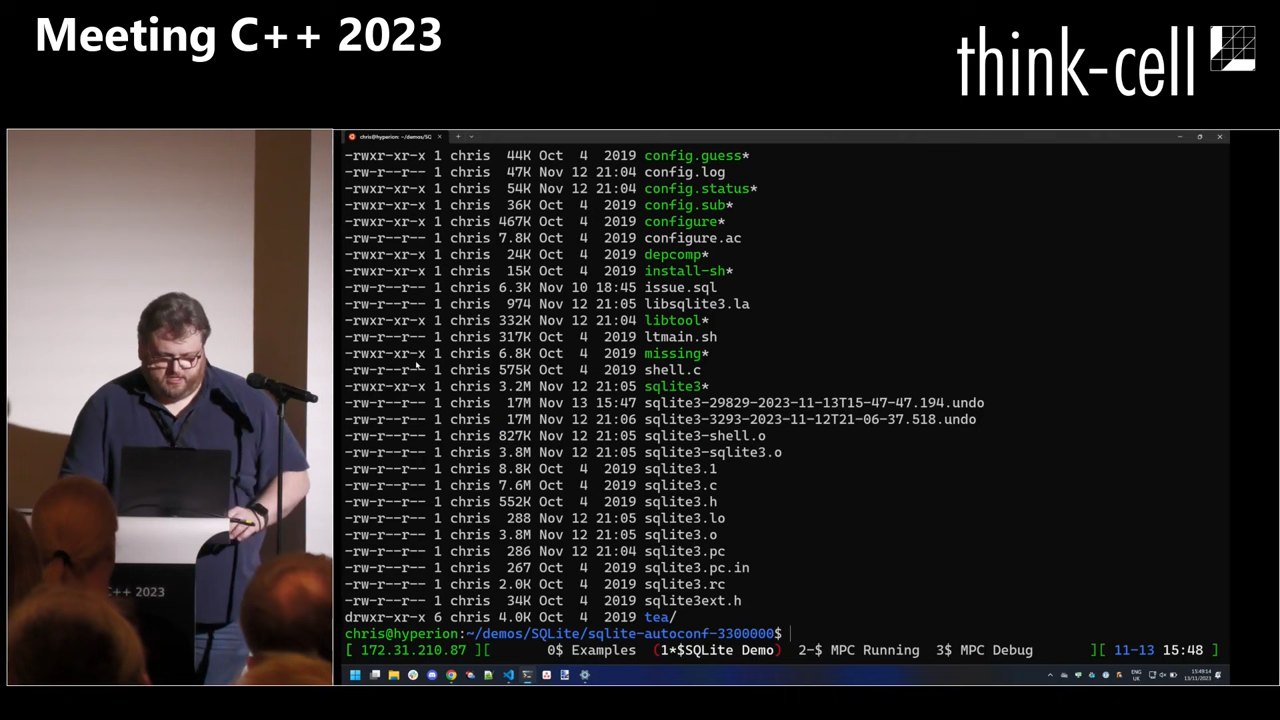 Meeting C++ 2023
think-cell
C++ 2023
chris@hyperion: ~/demos/SQ
-rwxr-xr-x 1 chris  44K Oct  4  2019 config.guess*
-rw-r--r-- 1 chris  47K Nov 12 21:04 config.log
-rwxr-xr-x 1 chris  54K Nov 12 21:04 config.status*
-rwxr-xr-x 1 chris  36K Oct  4  2019 config.sub*
-rwxr-xr-x 1 chris 467K Oct  4  2019 configure*
-rw-r--r-- 1 chris 7.8K Oct  4  2019 configure.ac
-rwxr-xr-x 1 chris  24K Oct  4  2019 depcomp*
-rwxr-xr-x 1 chris  15K Oct  4  2019 install-sh*
-rw-r--r-- 1 chris 6.3K Nov 10 18:45 issue.sql
-rw-r--r-- 1 chris  974 Nov 12 21:05 libsqlite3.la
-rwxr-xr-x 1 chris 332K Nov 12 21:04 libtool*
-rw-r--r-- 1 chris 317K Oct  4  2019 ltmain.sh
-rwxr-xr-x 1 chris 6.8K Oct  4  2019 missing*
-rw-r--r-- 1 chris 575K Oct  4  2019 shell.c
-rwxr-xr-x 1 chris 3.2M Nov 12 21:05 sqlite3*
-rw-r--r-- 1 chris  17M Nov 13 15:47 sqlite3-29829-2023-11-13T15-47-47.194.undo
-rw-r--r-- 1 chris  17M Nov 12 21:06 sqlite3-3293-2023-11-12T21-06-37.518.undo
-rw-r--r-- 1 chris 827K Nov 12 21:05 sqlite3-shell.o
-rw-r--r-- 1 chris 3.8M Nov 12 21:05 sqlite3-sqlite3.o
-rw-r--r-- 1 chris 8.8K Oct  4  2019 sqlite3.1
-rw-r--r-- 1 chris 7.6M Oct  4  2019 sqlite3.c
-rw-r--r-- 1 chris 552K Oct  4  2019 sqlite3.h
-rw-r--r-- 1 chris  288 Nov 12 21:05 sqlite3.lo
-rw-r--r-- 1 chris 3.8M Nov 12 21:05 sqlite3.o
-rw-r--r-- 1 chris  286 Nov 12 21:04 sqlite3.pc
-rw-r--r-- 1 chris  267 Oct  4  2019 sqlite3.pc.in
-rw-r--r-- 1 chris 2.0K Oct  4  2019 sqlite3.rc
-rw-r--r-- 1 chris  34K Oct  4  2019 sqlite3ext.h
drwxr-xr-x 6 chris 4.0K Oct  4  2019 tea/
chris@hyperion:~/demos/SQLite/sqlite-autoconf-3300000$
[ 172.31.210.87 ][ 0$ Examples (1*$SQLite Demo) 2-$ MPC Running 3$ MPC Debug ][ 11-13 15:48 ]
ENG 15:49:14
UK 13/11/2023